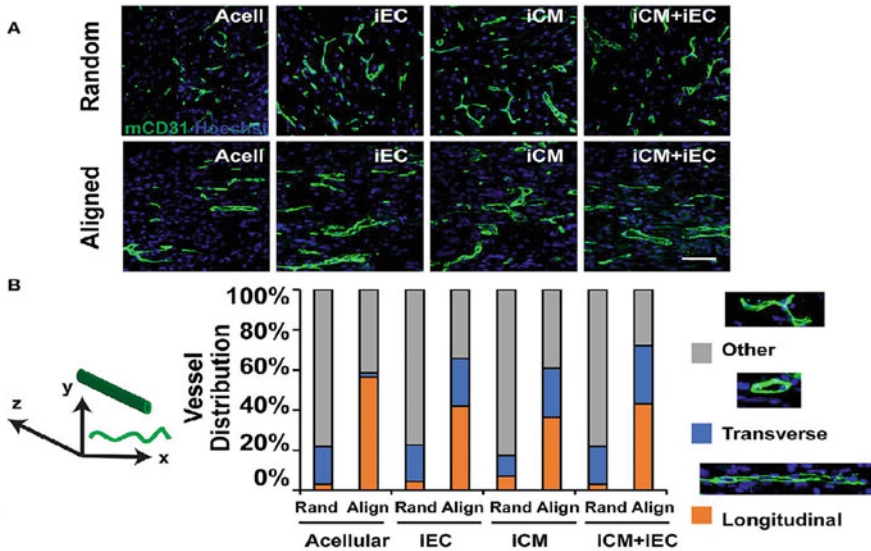 A
Random
Acell
iEC
iCM
iCM+iEC
mCD31 Hoechst
Aligned
Acell
iEC
iCM
iCM+iEC
B
z
y
x
Vessel
Distribution
100%
80%
60%
40%
20%
0%
Rand Align Rand Align Rand Align Rand Align
Acellular iEC iCM iCM+iEC
Other
Transverse
Longitudinal